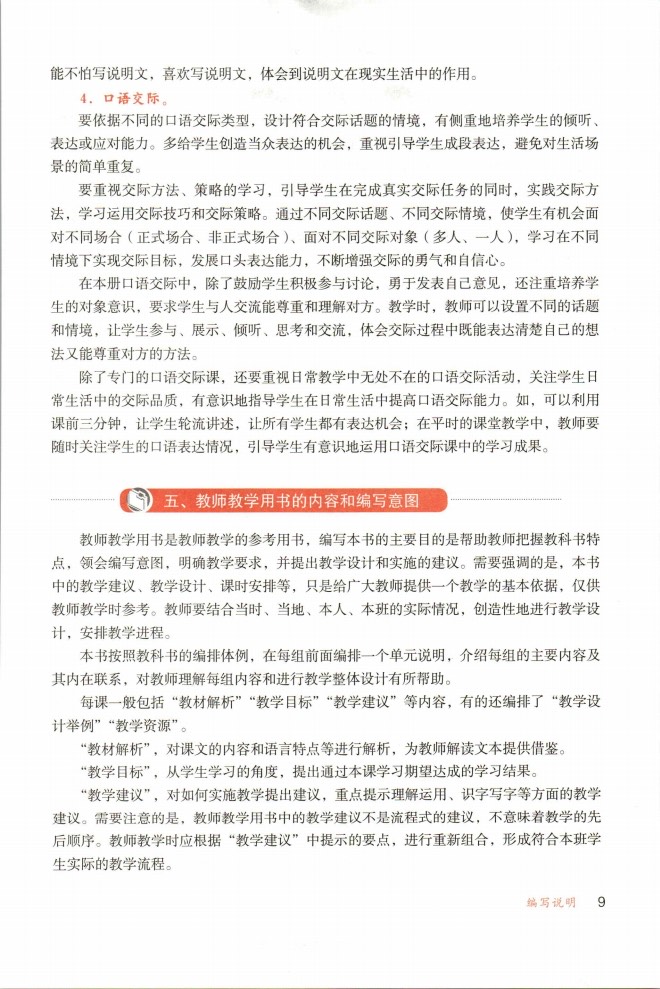 能不怕写说明文，喜欢写说明文，体会到说明文在现实生活中的作用。
4．口语交际。
要依据不同的口语交际类型，设计符合交际话题的情境，有侧重地培养学生的倾听、
表达或应对能力。多给学生创造当众表达的机会，重视引导学生成段表达，避免对生活场
景的简单重复。
要重视交际方法、策略的学习，引导学生在完成真实交际任务的同时，实践交际方
法，学习运用交际技巧和交际策略。通过不同交际话题、不同交际情境，使学生有机会面
对不同场合（正式场合、非正式场合）、面对不同交际对象（多人、一人），学习在不同
情境下实现交际目标，发展口头表达能力，不断增强交际的勇气和自信心。
在本册口语交际中，除了鼓励学生积极参与讨论，勇于发表自己意见，还注重培养学
生的对象意识，要求学生与人交流能尊重和理解对方。教学时，教师可以设置不同的话题
和情境，让学生参与、展示、倾听、思考和交流，体会交际过程中既能表达清楚自己的想
法又能尊重对方的方法。
除了专门的口语交际课，还要重视日常教学中无处不在的口语交际活动，关注学生日
常生活中的交际品质，有意识地指导学生在日常生活中提高口语交际能力。如，可以利用
课前三分钟，让学生轮流讲述，让所有学生都有表达机会；在平时的课堂教学中，教师要
随时关注学生的口语表达情况，引导学生有意识地运用口语交际课中的学习成果。
五、教师教学用书的内容和编写意图
教师教学用书是教师教学的参考用书，编写本书的主要目的是帮助教师把握教科书特
点，领会编写意图，明确教学要求，并提出教学设计和实施的建议。需要强调的是，本书
中的教学建议、教学设计、课时安排等，只是给广大教师提供一个教学的基本依据，仅供
教师教学时参考。教师要结合当时、当地、本人、本班的实际情况，创造性地进行教学设
计，安排教学进程。
本书按照教科书的编排体例，在每组前面编排一个单元说明，介绍每组的主要内容及
其内在联系，对教师理解每组内容和进行教学整体设计有所帮助。
每课一般包括“教材解析”“教学目标”“教学建议”等内容，有的还编排了“教学设
计举例”“教学资源”。
“教材解析”，对课文的内容和语言特点等进行解析，为教师解读文本提供借鉴。
“教学目标”，从学生学习的角度，提出通过本课学习期望达成的学习结果。
“教学建议”，对如何实施教学提出建议，重点提示理解运用、识字写字等方面的教学
建议。需要注意的是，教师教学用书中的教学建议不是流程式的建议，不意味着教学的先
后顺序。教师教学时应根据“教学建议”中提示的要点，进行重新组合，形成符合本班学
生实际的教学流程。
编写说明 9